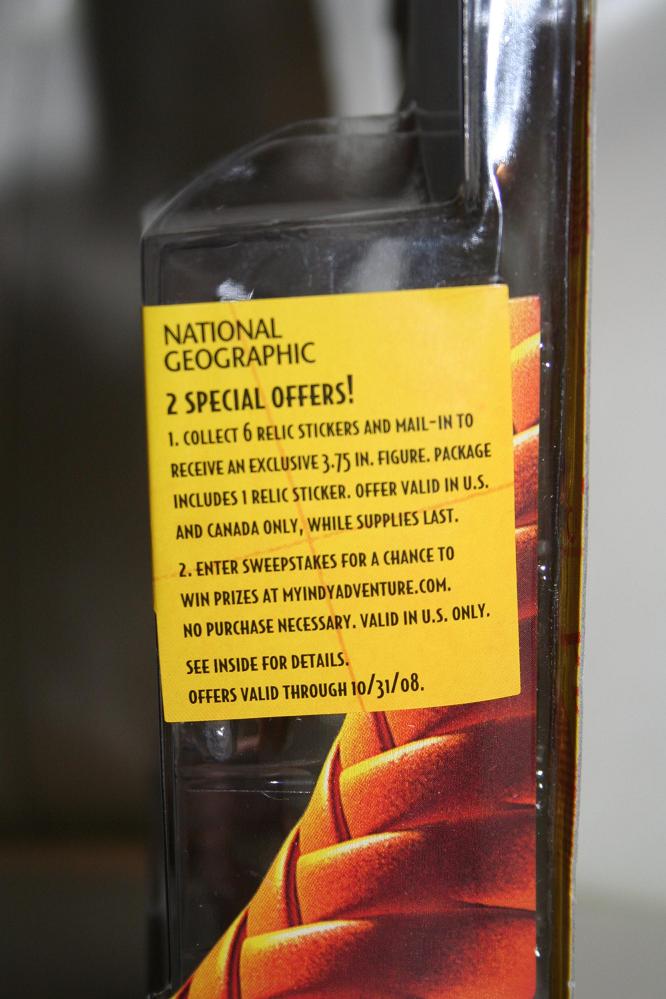 NATIONAL
GEOGRAPHIC
2 SPECIAL OFFERS!
1. COLLECT 6 RELIC STICKERS AND MAIL-IN TO
RECEIVE AN EXCLUSIVE 3.75 IN. FIGURE. PACKAGE
INCLUDES 1 RELIC STICKER. OFFER VALID IN U.S.
AND CANADA ONLY, WHILE SUPPLIES LAST.
2. ENTER SWEEPSTAKES FOR A CHANCE TO
WIN PRIZES AT MYINDYADVENTURE.COM.
NO PURCHASE NECESSARY. VALID IN U.S. ONLY.
SEE INSIDE FOR DETAILS.
OFFERS VALID THROUGH 10/31/08.